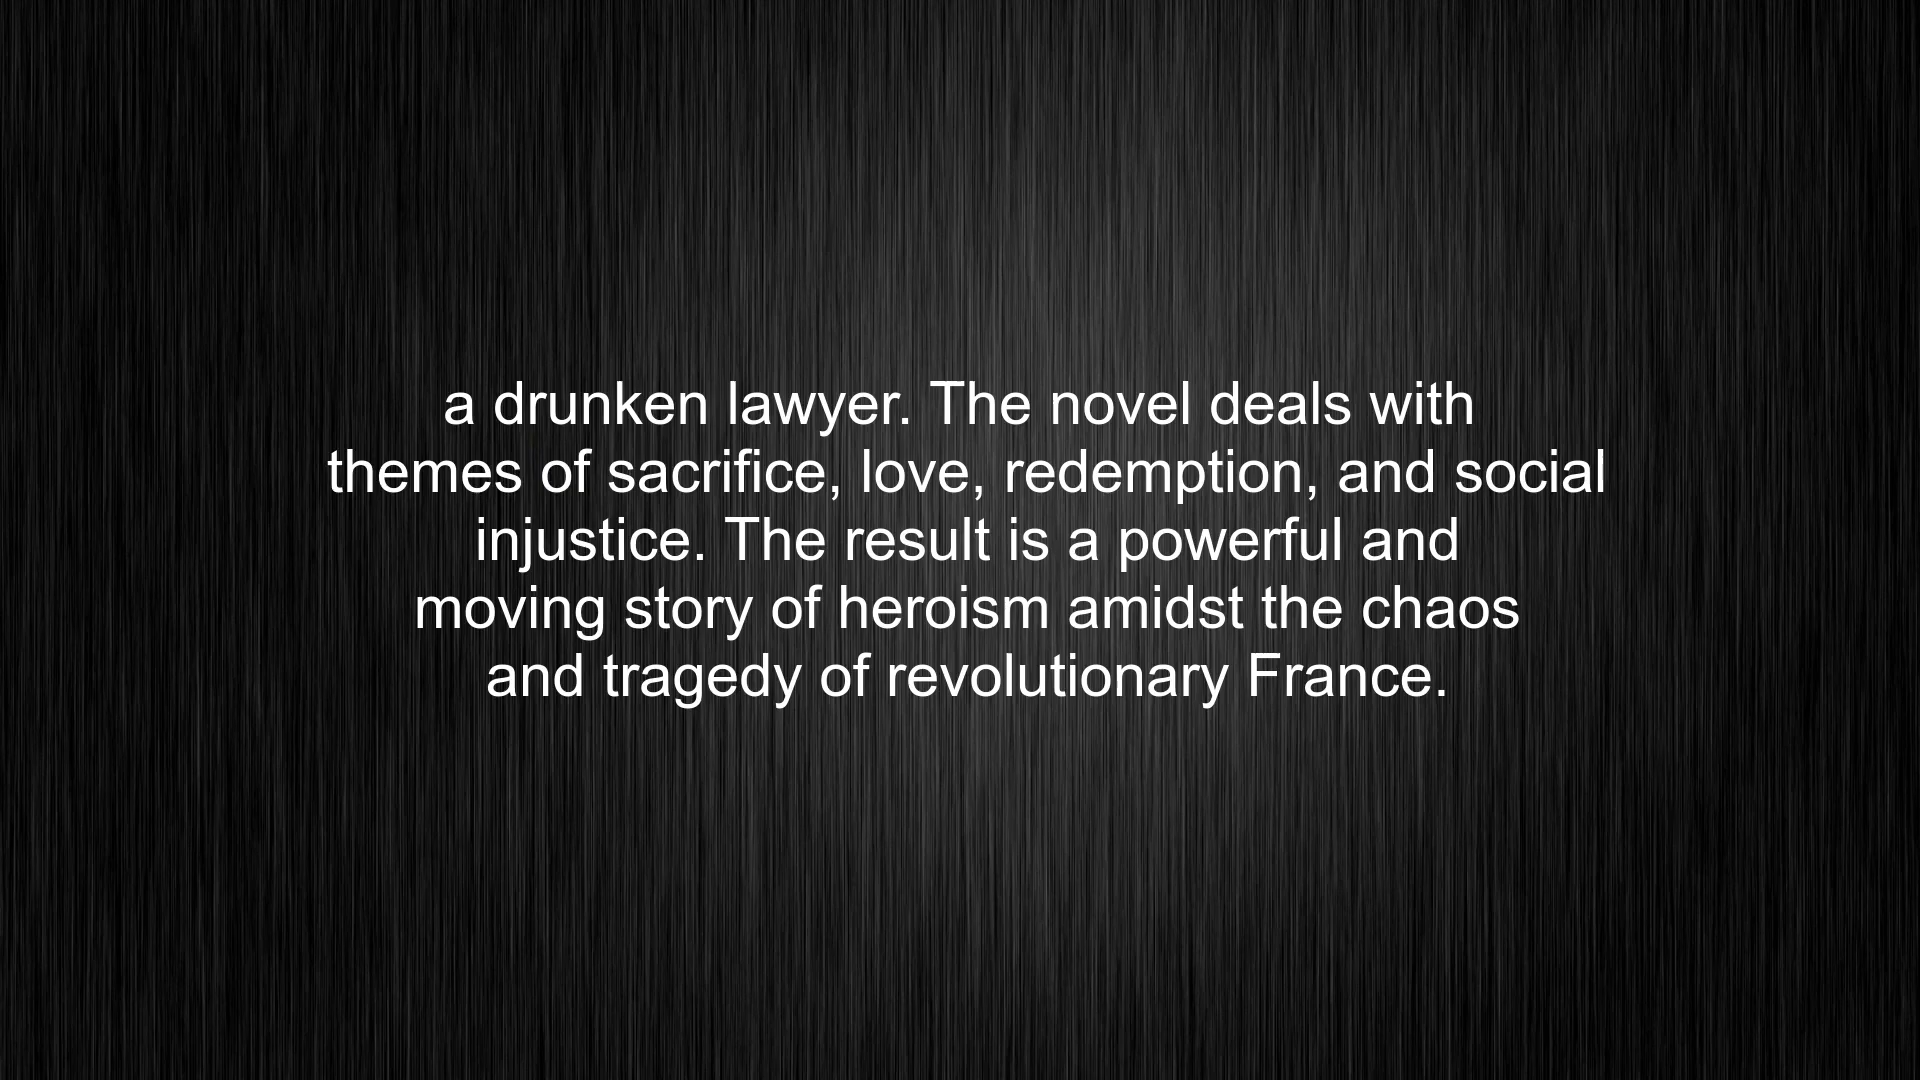 a drunken lawyer. The novel deals with
themes of sacrifice, love, redemption, and social
injustice. The result is a powerful and
moving story of heroism amidst the chaos
and tragedy of revolutionary France.